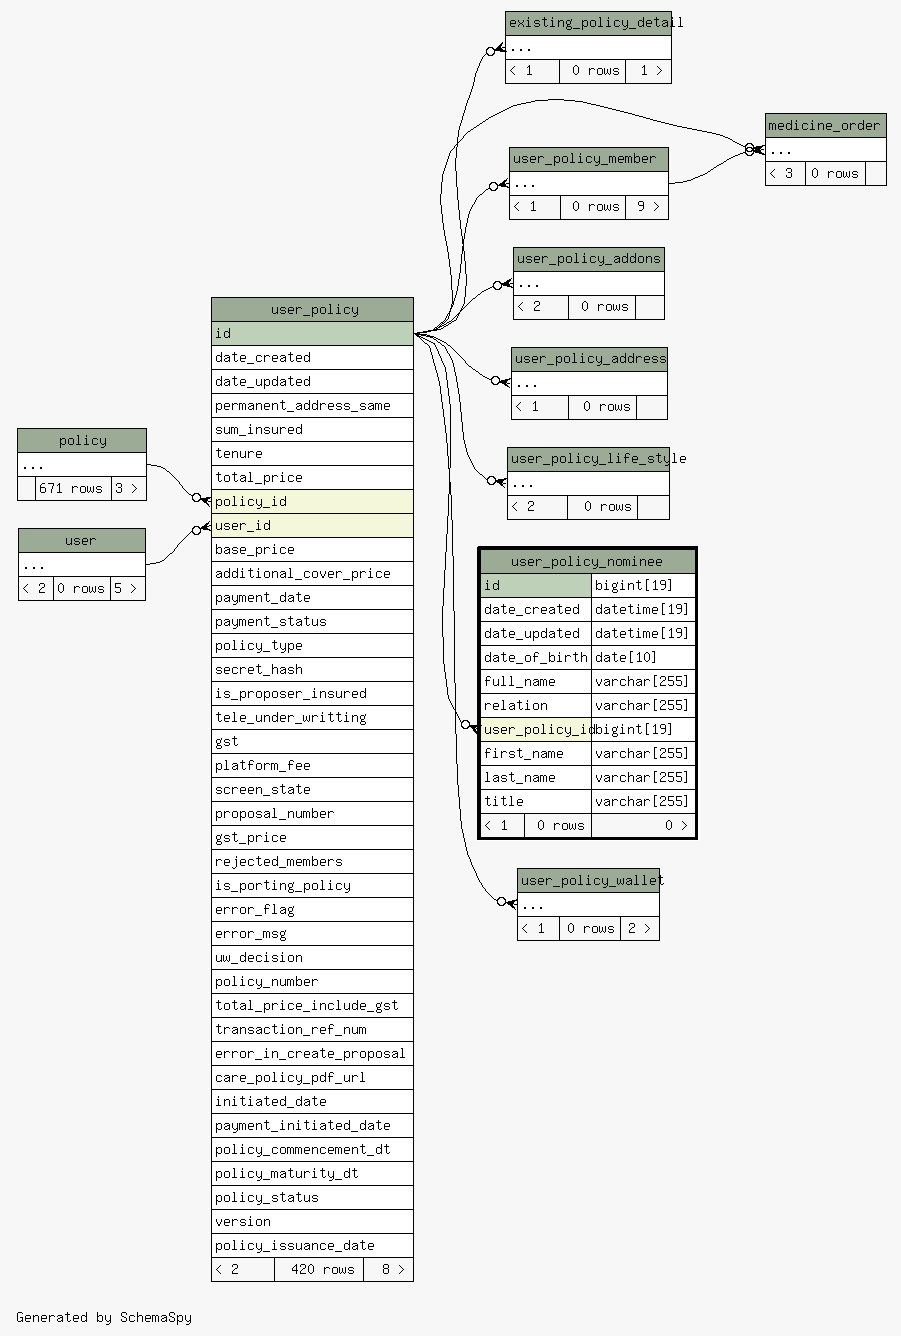 existing_policy_detail
...
< 1 0 rows 1 >
medicine_order
...
< 3 0 rows
user_policy_member
...
< 1 0 rows 9 >
user_policy_addons
...
< 2 0 rows
user_policy_address
...
< 1 0 rows
user_policy_life_style
...
< 2 0 rows
policy
...
671 rows 3 >
user
...
< 2 0 rows 5 >
user_policy
id
date_created
date_updated
permanent_address_same
sum_insured
tenure
total_price
policy_id
user_id
base_price
additional_cover_price
payment_date
payment_status
policy_type
secret_hash
is_proposer_insured
tele_under_writting
gst
platform_fee
screen_state
proposal_number
gst_price
rejected_members
is_porting_policy
error_flag
error_msg
uw_decision
policy_number
total_price_include_gst
transaction_ref_num
error_in_create_proposal
care_policy_pdf_url
initiated_date
payment_initiated_date
policy_commencement_dt
policy_maturity_dt
policy_status
version
policy_issuance_date
< 2 420 rows 8 >
user_policy_nominee
id bigint[19]
date_created datetime[19]
date_updated datetime[19]
date_of_birth date[10]
full_name varchar[255]
relation varchar[255]
user_policy_id bigint[19]
first_name varchar[255]
last_name varchar[255]
title varchar[255]
< 1 0 rows 0 >
user_policy_wallet
...
< 1 0 rows 2 >
Generated by SchemaSpy